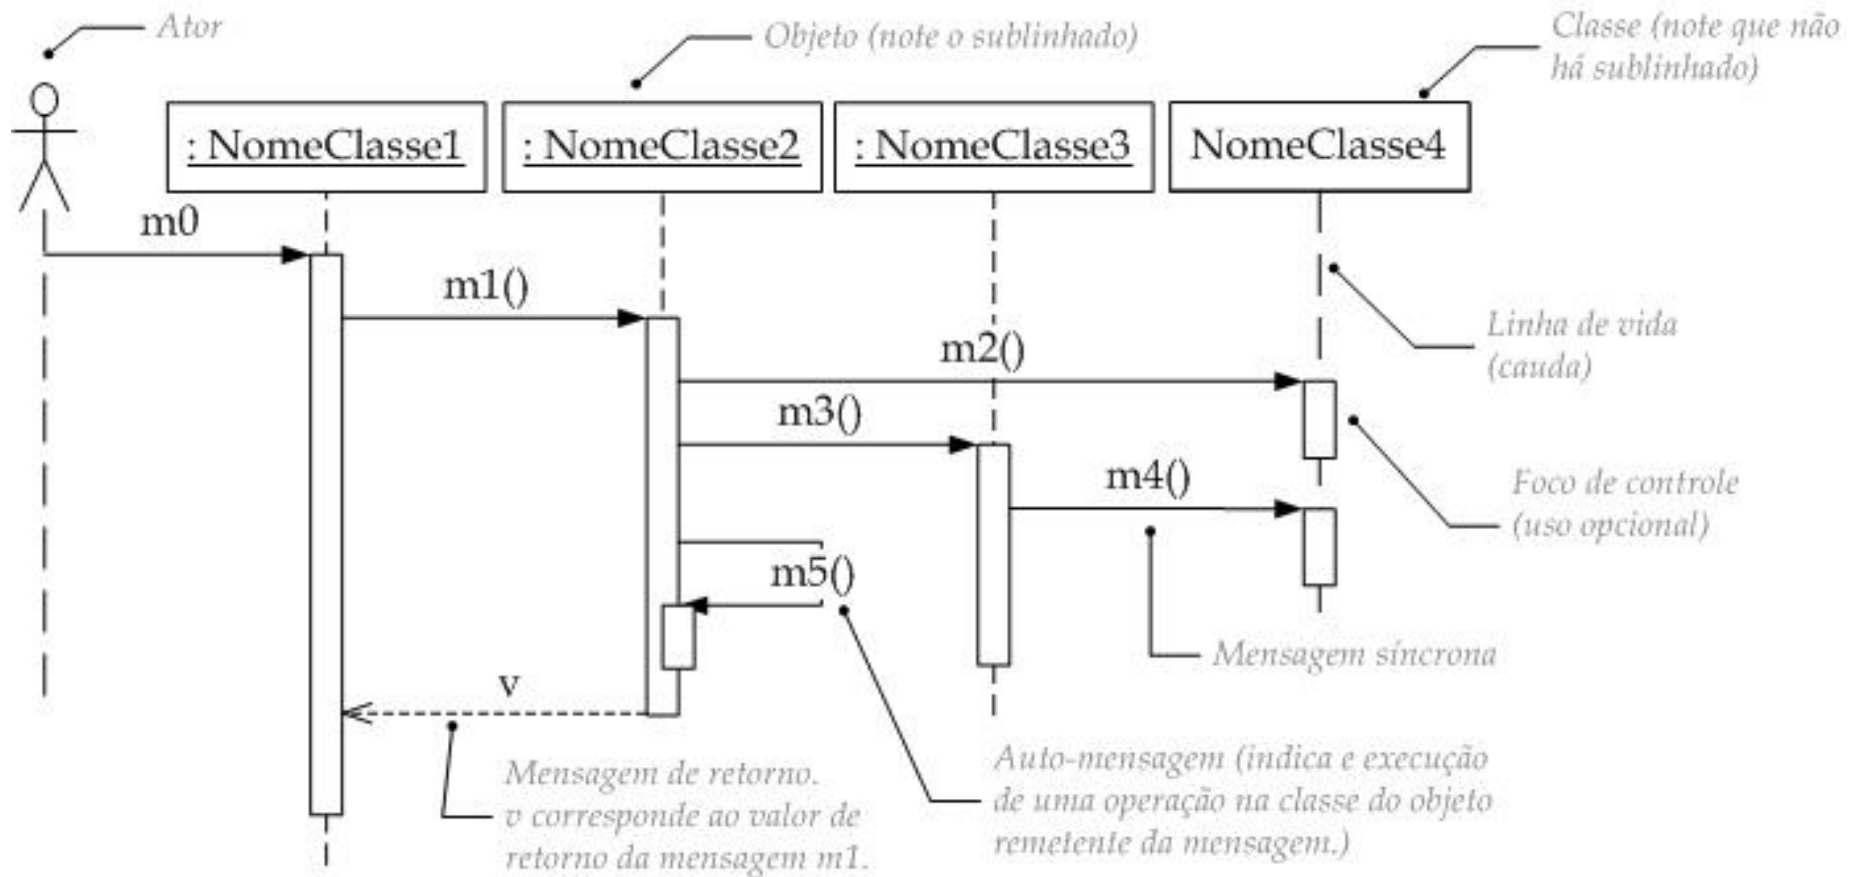 Ator
Objeto (note o sublinhado)
Classe (note que não
há sublinhado)
: NomeClasse1
: NomeClasse2
: NomeClasse3
NomeClasse4
m0
m1()
m2()
Linha de vida
(cauda)
m3()
m4()
Foco de controle
(uso opcional)
m5()
Mensagem síncrona
v
Mensagem de retorno.
v corresponde ao valor de
retorno da mensagem m1.
Auto-mensagem (indica e execução
de uma operação na classe do objeto
remetente da mensagem.)